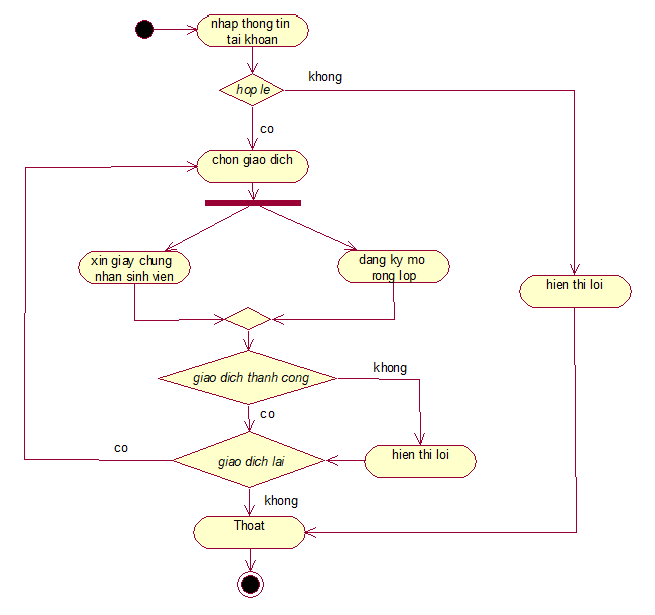 nhap thong tin
tai khoan
khong
hop le
co
chon giao dich
xin giay chung
nhan sinh vien
dang ky mo
rong lop
hien thi loi
giao dich thanh cong
khong
co
co
giao dich lai
hien thi loi
khong
Thoat